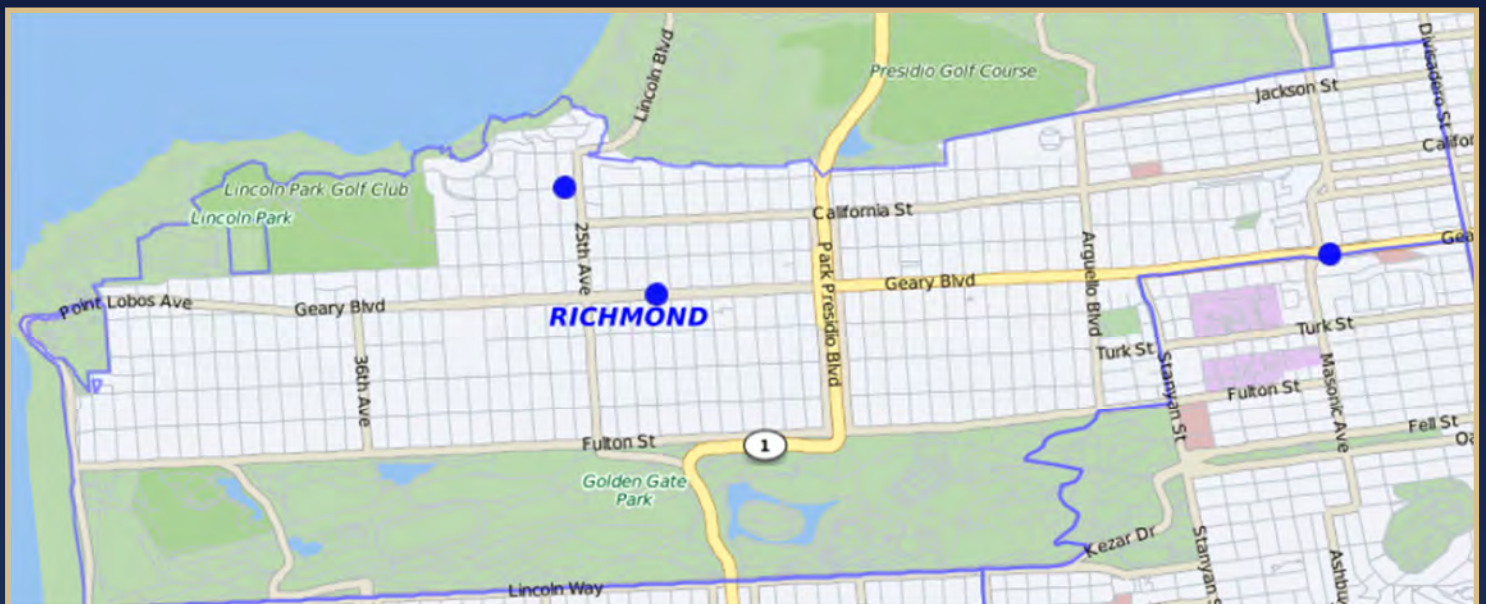 Lincoln Blvd
Presidio Golf Course
Divisadero St
Jackson St
Califor
Lincoln Park Golf Club
Lincoln Park
California St
25th Ave
Park Presidio Blvd
Arguello Blvd
Gea
Point Lobos Ave
Geary Blvd
Geary Blvd
RICHMOND
Turk St
Turk St
36th Ave
Stanyan St
Masonic Ave
Fulton St
Fulton St
1
Fell St
Oa
Golden Gate
Park
Kezar Dr
Stanyan S
Ashbu
Lincoln Way